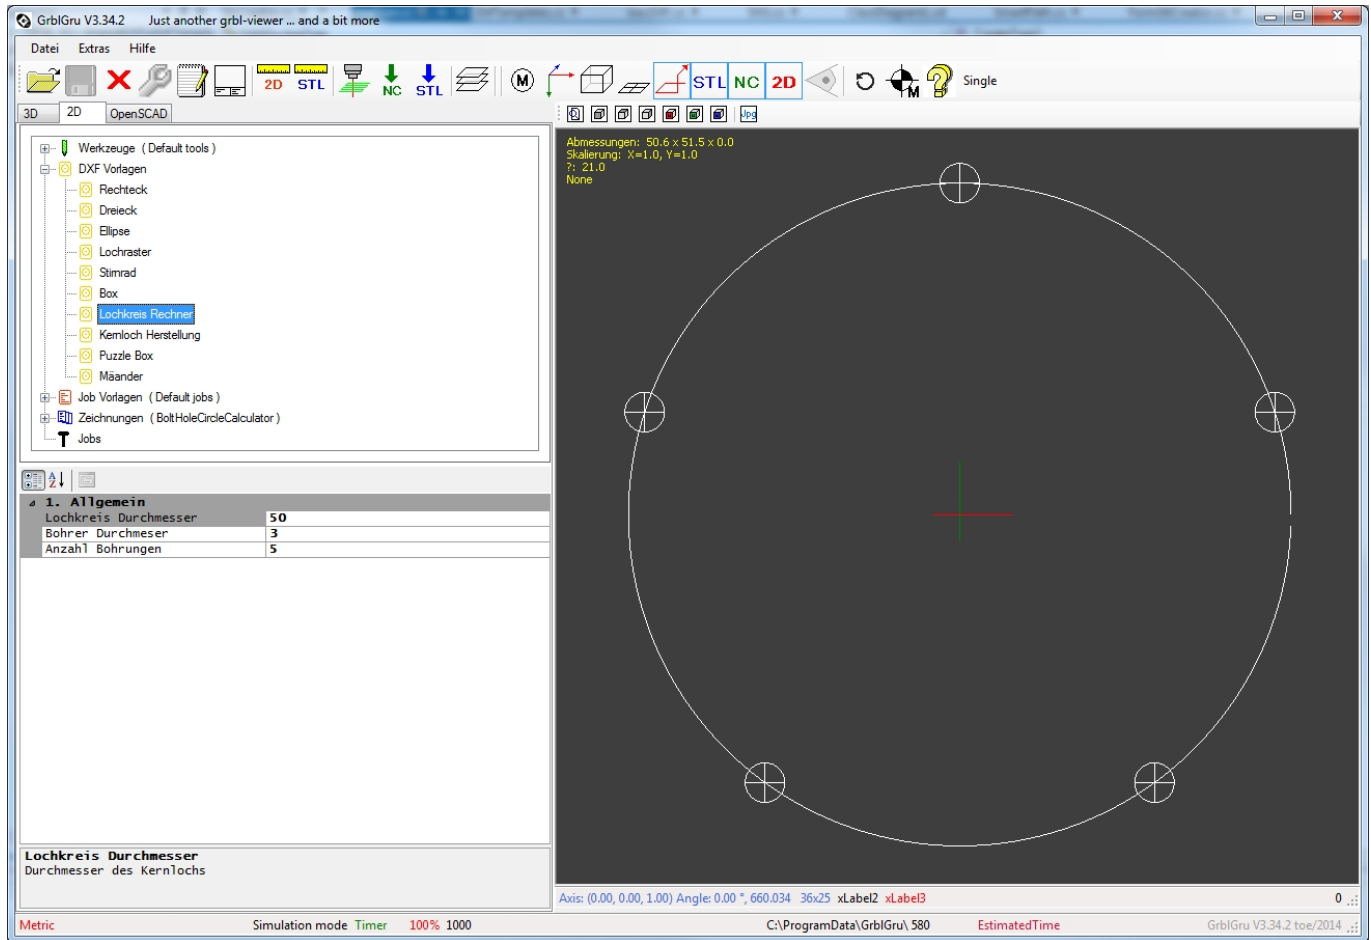 GrblGru V3.34.2 Just another grbl-viewer ... and a bit more
Datei Extras Hilfe
2D STL NC STL M STL NC 2D M Single
3D 2D OpenSCAD
Jpg
Werkzeuge ( Default tools )
DXF Vorlagen
Rechteck
Dreieck
Ellipse
Lochraster
Stirnrad
Box
Lochkreis Rechner
Kernloch Herstellung
Puzzle Box
Mäander
Job Vorlagen ( Default jobs )
Zeichnungen ( BoltHoleCircleCalculator )
Jobs
Abmessungen: 50.6 x 51.5 x 0.0
Skalierung: X=1.0, Y=1.0
?: 21.0
None
1. Allgemein
Lochkreis Durchmesser 50
Bohrer Durchmeser 3
Anzahl Bohrungen 5
Lochkreis Durchmesser
Durchmesser des Kernlochs
Axis: (0.00, 0.00, 1.00) Angle: 0.00 °, 660.034 36x25 xLabel2 xLabel3 0
Metric Simulation mode Timer 100% 1000 C:\ProgramData\GrblGru\ 580 EstimatedTime GrblGru V3.34.2 toe/2014